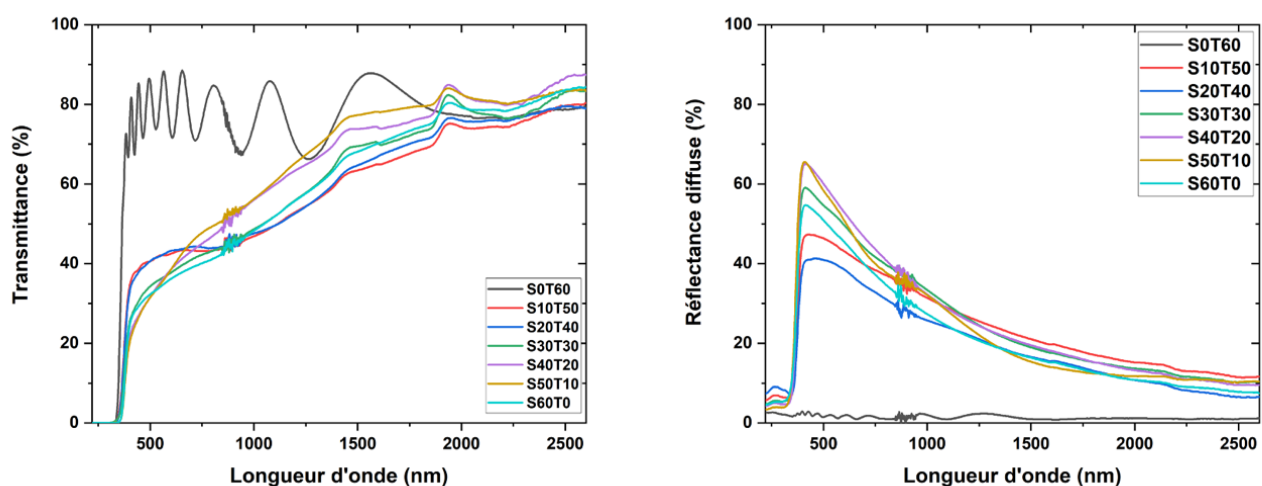 100
80
60
40
20
0
Transmittance (%)
500
1000
1500
2000
2500
Longueur d'onde (nm)
S0T60
S10T50
S20T40
S30T30
S40T20
S50T10
S60T0
100
80
60
40
20
0
Réflectance diffuse (%)
500
1000
1500
2000
2500
Longueur d'onde (nm)
S0T60
S10T50
S20T40
S30T30
S40T20
S50T10
S60T0